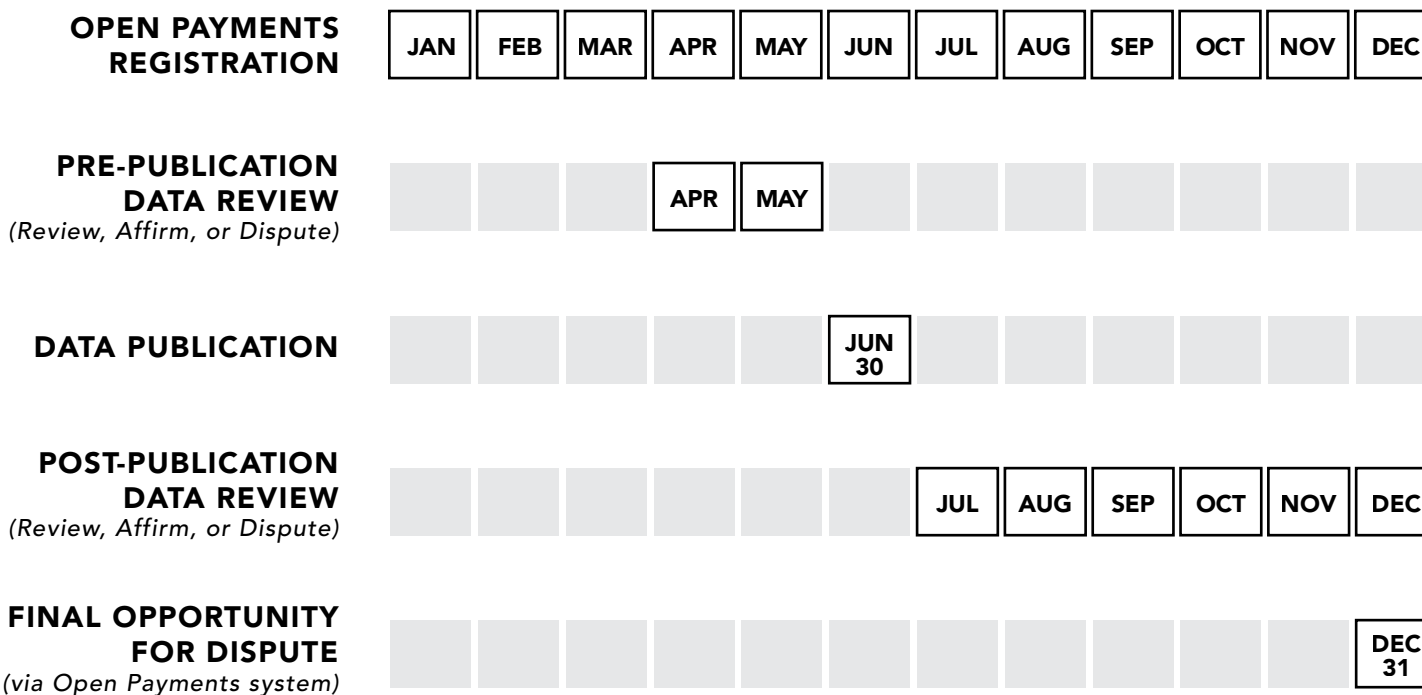 OPEN PAYMENTS
REGISTRATION
JAN FEB MAR APR MAY JUN JUL AUG SEP OCT NOV DEC
PRE-PUBLICATION
DATA REVIEW
(Review, Affirm, or Dispute)
APR MAY
DATA PUBLICATION
JUN
30
POST-PUBLICATION
DATA REVIEW
(Review, Affirm, or Dispute)
JUL AUG SEP OCT NOV DEC
FINAL OPPORTUNITY
FOR DISPUTE
(via Open Payments system)
DEC
31